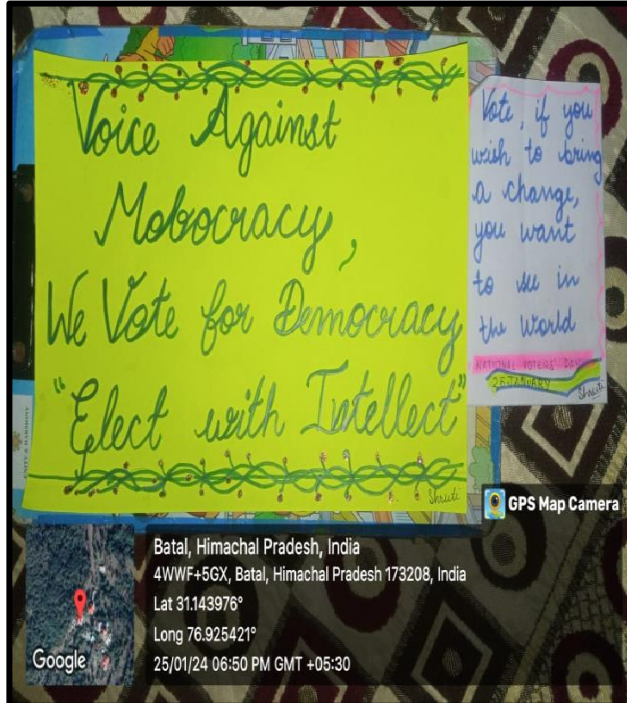 Voice Against
Mobocracy,
We Vote for Democracy
"Elect with Intellect"
Shruti
Vote, if you
wish to bring
a change,
you want
to see in
the World
NATIONAL VOTERS' DAY
25 JANUARY
Shruti
UNITY & HARMONY
GPS Map Camera
Batal, Himachal Pradesh, India
4WWF+5GX, Batal, Himachal Pradesh 173208, India
Lat 31.143976°
Long 76.925421°
25/01/24 06:50 PM GMT +05:30
Google